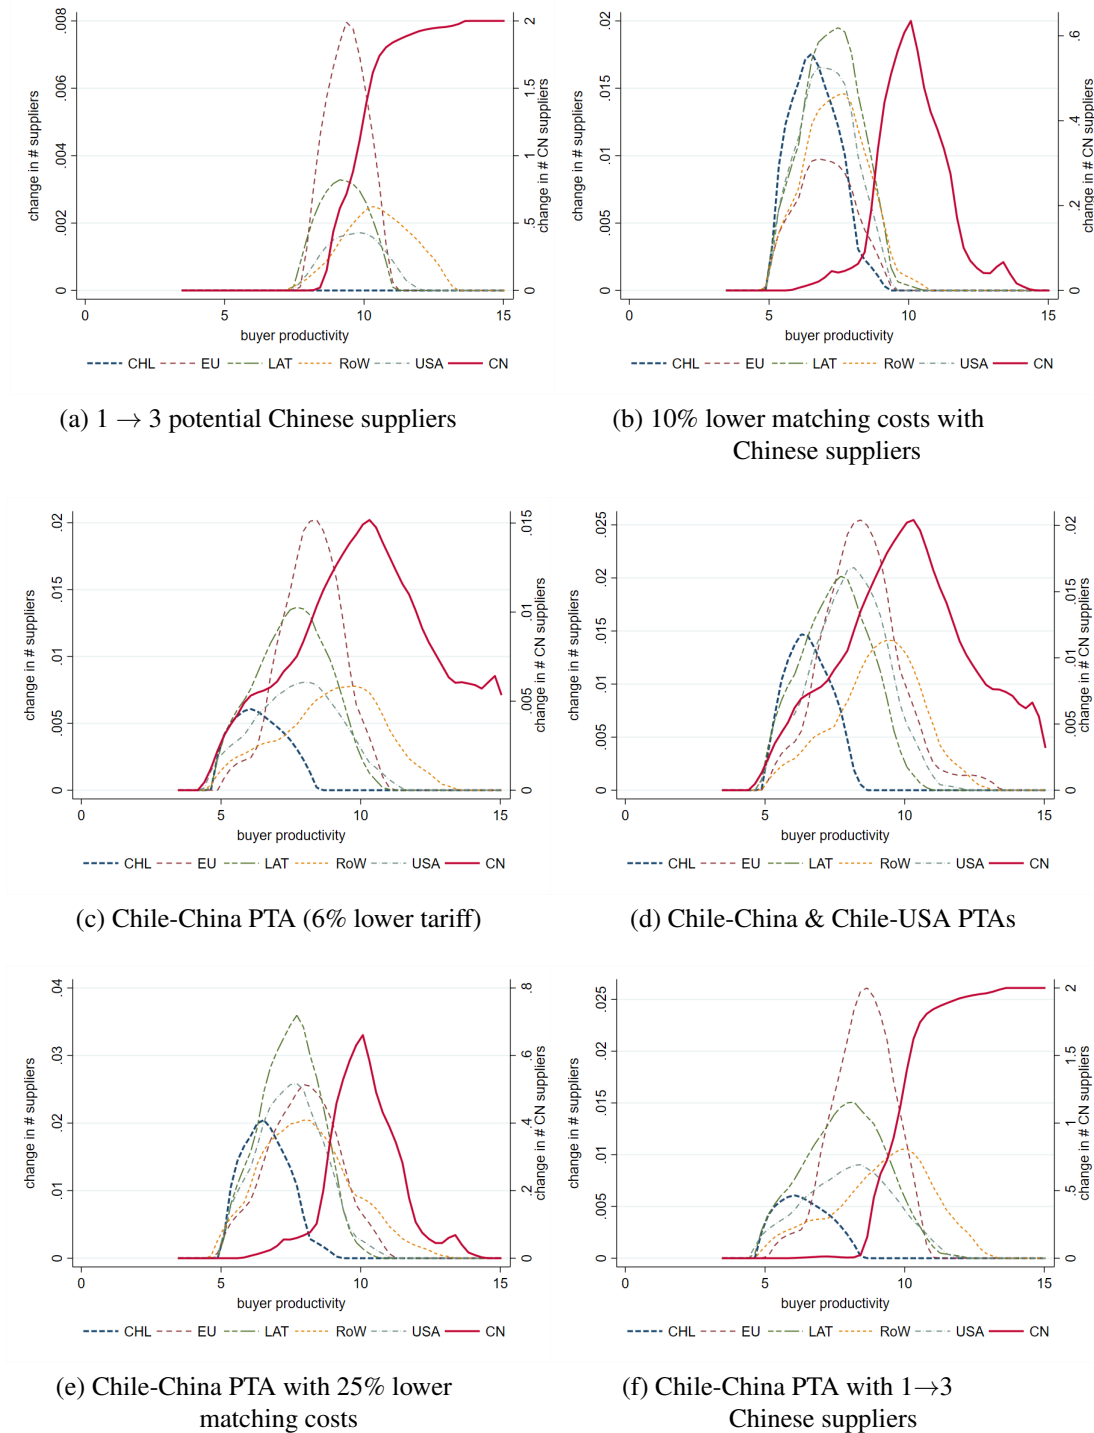 .008
.006
.004
.002
0
change in # suppliers
2
1.5
1
.5
0
change in # CN suppliers
0 5 10 15
buyer productivity
CHL EU LAT RoW USA CN
(a) 1 → 3 potential Chinese suppliers
.02
.015
.01
.005
0
change in # suppliers
.6
.4
.2
0
change in # CN suppliers
0 5 10 15
buyer productivity
CHL EU LAT RoW USA CN
(b) 10% lower matching costs with
Chinese suppliers
.02
.015
.01
.005
0
change in # suppliers
.015
.01
.005
0
change in # CN suppliers
0 5 10 15
buyer productivity
CHL EU LAT RoW USA CN
(c) Chile-China PTA (6% lower tariff)
.025
.02
.015
.01
.005
0
change in # suppliers
.02
.015
.01
.005
0
change in # CN suppliers
0 5 10 15
buyer productivity
CHL EU LAT RoW USA CN
(d) Chile-China & Chile-USA PTAs
.04
.03
.02
.01
0
change in # suppliers
.8
.6
.4
.2
0
change in # CN suppliers
0 5 10 15
buyer productivity
CHL EU LAT RoW USA CN
(e) Chile-China PTA with 25% lower
matching costs
.025
.02
.015
.01
.005
0
change in # suppliers
2
1.5
1
.5
0
change in # CN suppliers
0 5 10 15
buyer productivity
CHL EU LAT RoW USA CN
(f) Chile-China PTA with 1→3
Chinese suppliers